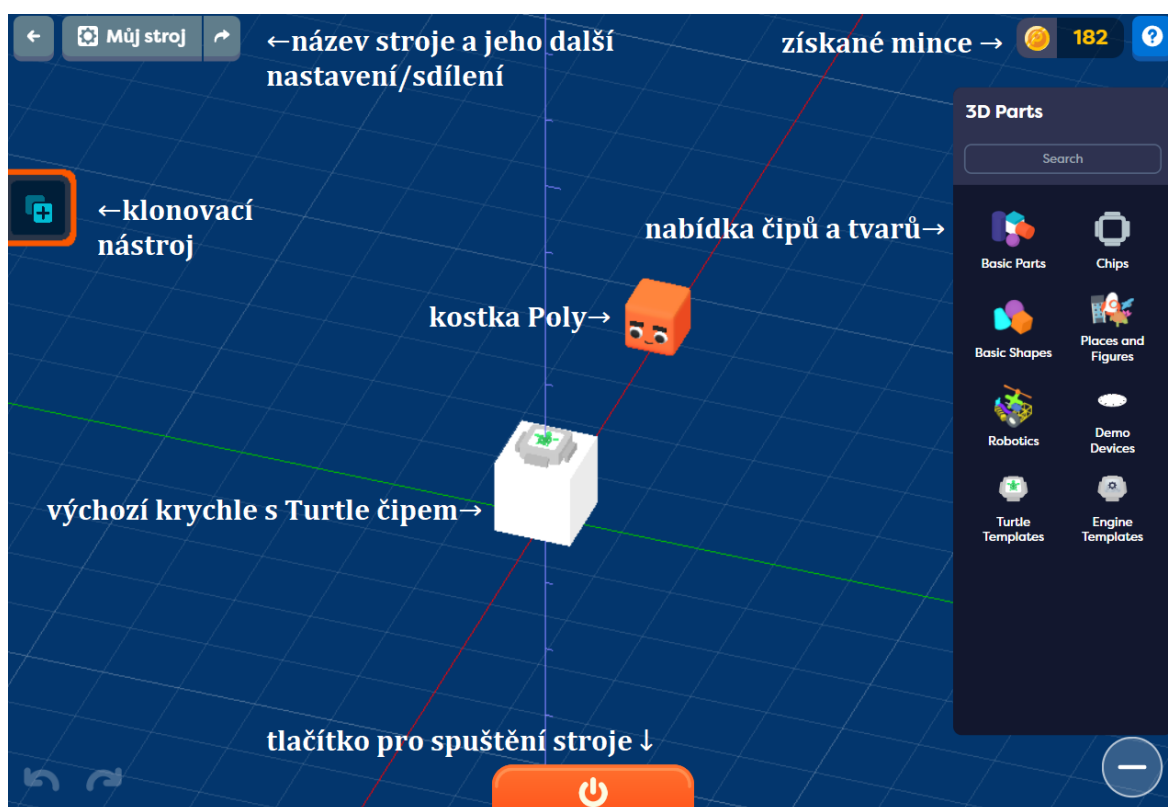 Můj stroj
←název stroje a jeho další
nastavení/sdílení
získané mince →
182
?
3D Parts
Search
←klonovací
nástroj
nabídka čipů a tvarů→
Basic Parts
Chips
kostka Poly→
Basic Shapes
Places and
Figures
Robotics
Demo
Devices
výchozí krychle s Turtle čipem→
Turtle
Templates
Engine
Templates
tlačítko pro spuštění stroje↓